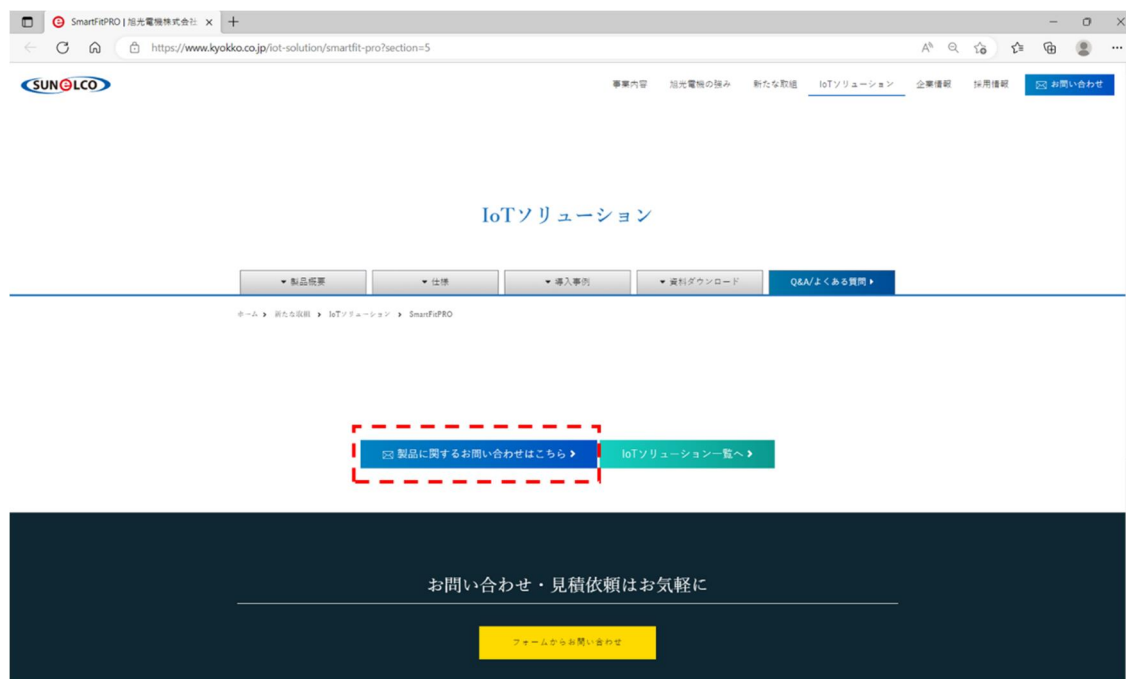 SmartFitPRO | 旭光電機株式会社
https://www.kyokko.co.jp/iot-solution/smartfit-pro?section=5
SUNeLCO
事業内容 旭光電機の強み 新たな取組 IoTソリューション 企業情報 採用情報 お問い合わせ
IoTソリューション
製品概要 仕様 導入事例 資料ダウンロード Q&A/よくある質問
ホーム > 新たな取組 > IoTソリューション > SmartFitPRO
製品に関するお問い合わせはこちら IoTソリューション一覧へ
お問い合わせ・見積依頼はお気軽に
フォームからお問い合わせ